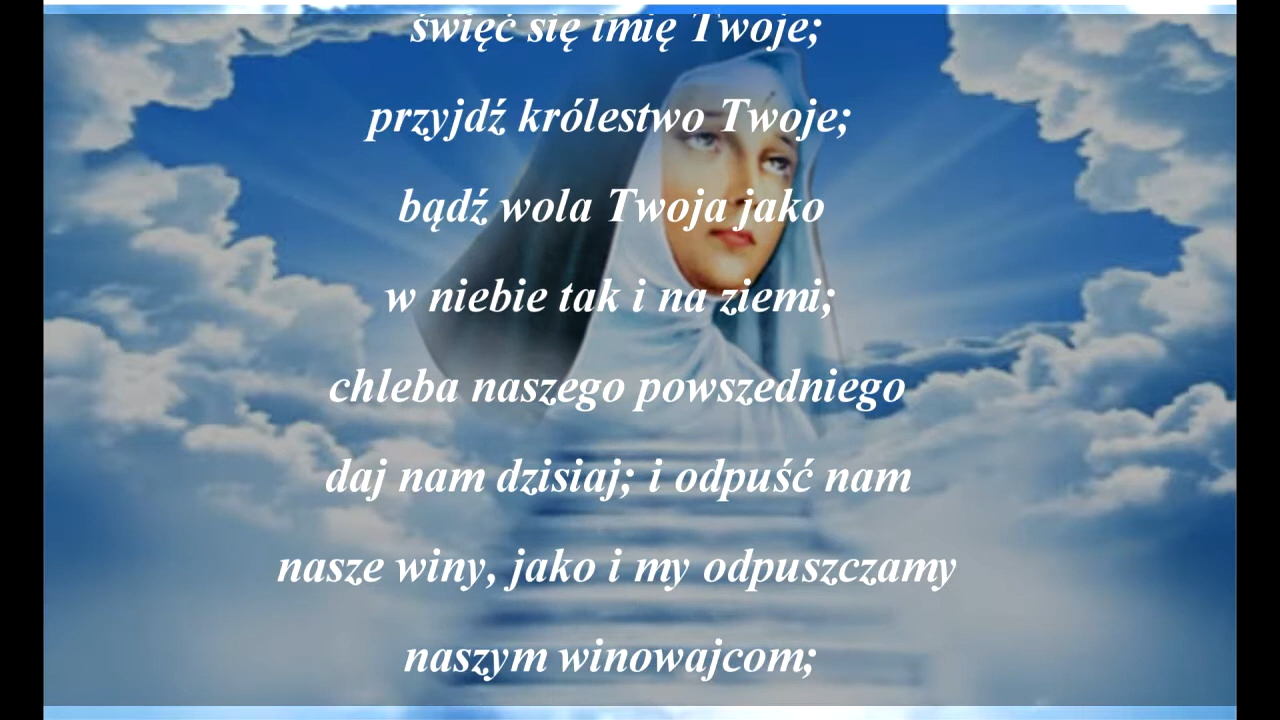 święć się imię Twoje;
przyjdź królestwo Twoje;
bądź wola Twoja jako
w niebie tak i na ziemi;
chleba naszego powszedniego
daj nam dzisiaj; i odpuść nam
nasze winy, jako i my odpuszczamy
naszym winowajcom;